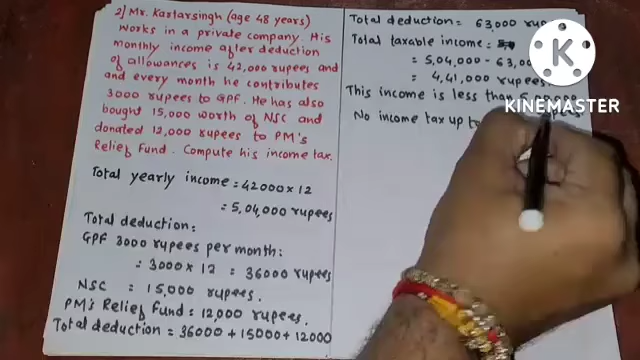 2] Mr. Kartarsingh (age 48 years)
works in a private company. His
monthly income after deduction
of allowances is 42,000 rupees and
and every month he contributes
3000 rupees to GPF. He has also
bought 15,000 worth of NSC and
donated 12,000 rupees to PM's
Relief Fund. Compute his income tax.
Total yearly income = 42000 x 12
= 5,04,000 rupees
Total deduction:
GPF 3000 rupees per month:
= 3000 x 12 = 36000 rupees
NSC = 15,000 rupees.
PM's Relief Fund = 12,000 rupees.
Total deduction = 36000 + 15000 + 12000
Total deduction = 63,000
Total taxable income =
= 5,04,000 - 63,000
= 4,41,000 rupees.
This income is less than
No income tax up to
K
KINEMASTER